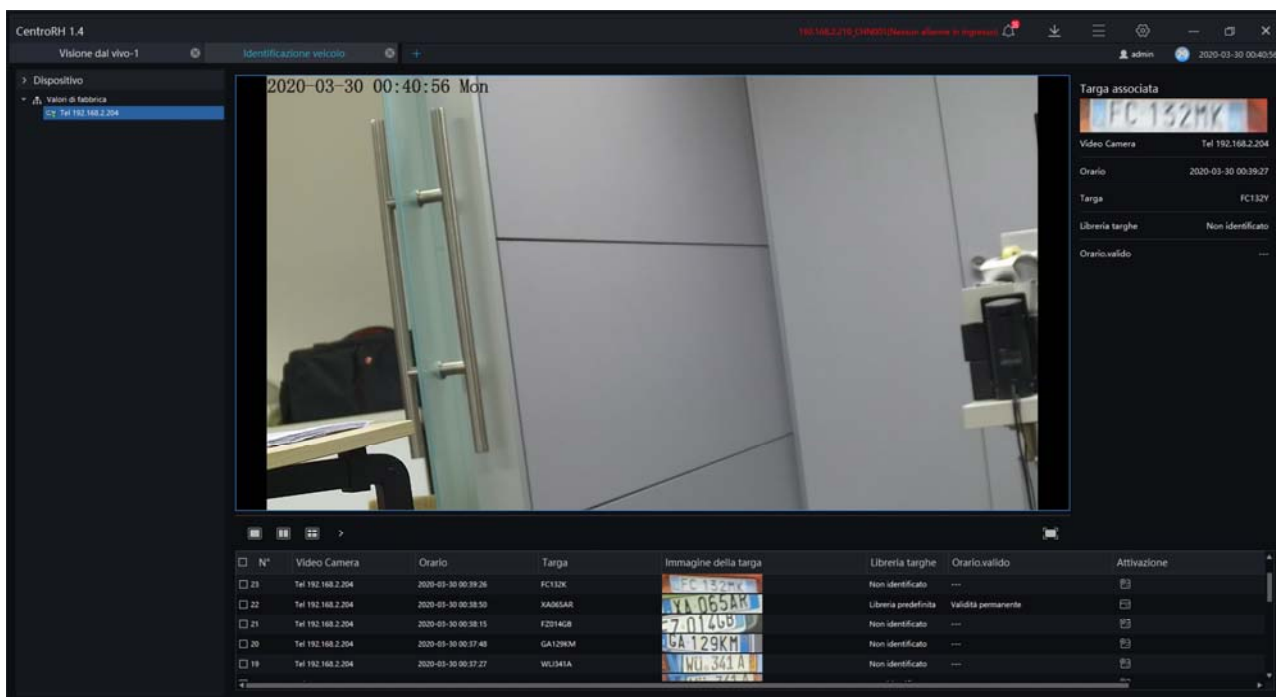 CentroRH 1.4
Visione dal vivo-1
Identificazione veicolo
+
admin
2020-03-30 00:40:56
Dispositivo
Valori di fabbrica
Tel 192.168.2.204
2020-03-30 00:40:56 Mon
Targa associata
FC 132MK
Video Camera Tel 192.168.2.204
Orario 2020-03-30 00:39:27
Targa FC132Y
Libreria targhe Non identificato
Orario.valido ---
N° Video Camera Orario Targa Immagine della targa Libreria targhe Orario.valido Attivazione
23 Tel 192.168.2.204 2020-03-30 00:39:26 FC132K FC 132MK Non identificato ---
22 Tel 192.168.2.204 2020-03-30 00:38:50 XA065AR XA 065AR Libreria predefinita Validità permanente
21 Tel 192.168.2.204 2020-03-30 00:38:15 FZ014GB Z 014GB Non identificato ---
20 Tel 192.168.2.204 2020-03-30 00:37:48 GA129KM GA 129KM Non identificato ---
19 Tel 192.168.2.204 2020-03-30 00:37:27 WLI341A WU 341 A Non identificato ---